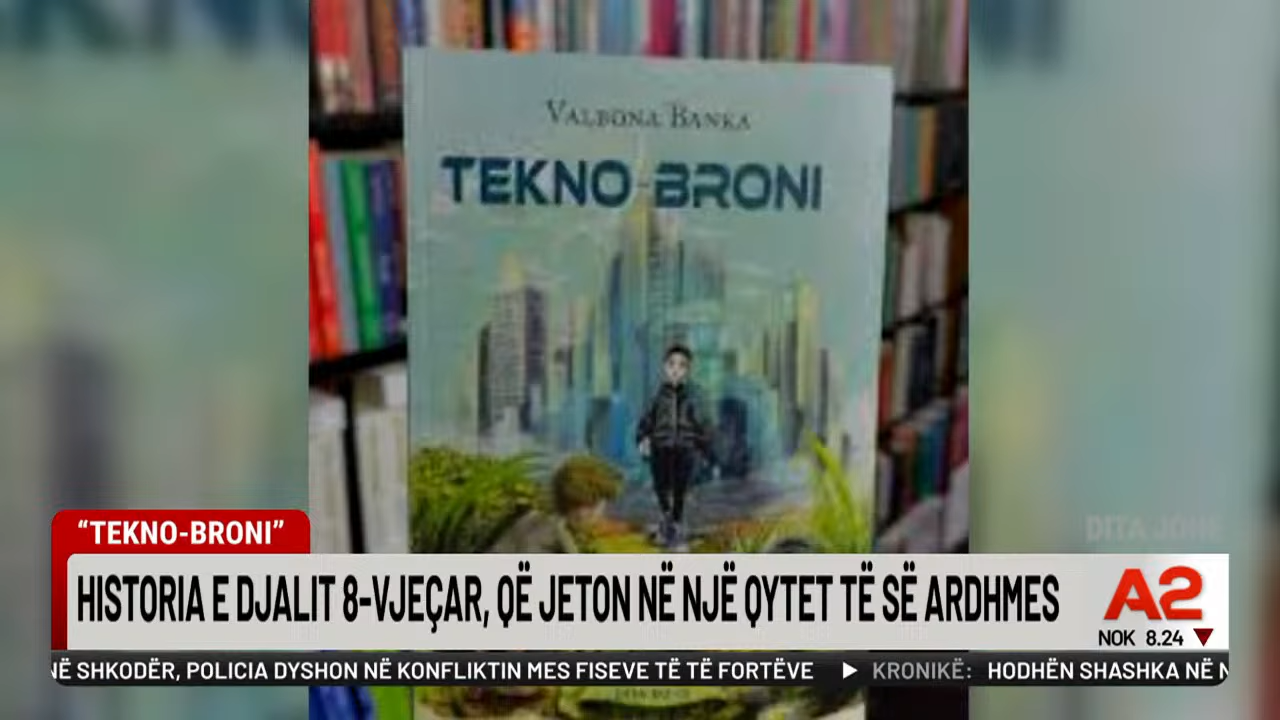 VALBONA BANKA
TEKNO-BRONI
DITA JONË
“TEKNO-BRONI”
HISTORIA E DJALIT 8-VJEÇAR, QË JETON NË NJË QYTET TË SË ARDHMES
A2
NOK 8.24
NË SHKODËR, POLICIA DYSHON NË KONFLIKTIN MES FISEVE TË TË FORTËVE KRONIKË: HODHËN SHASHKA NË